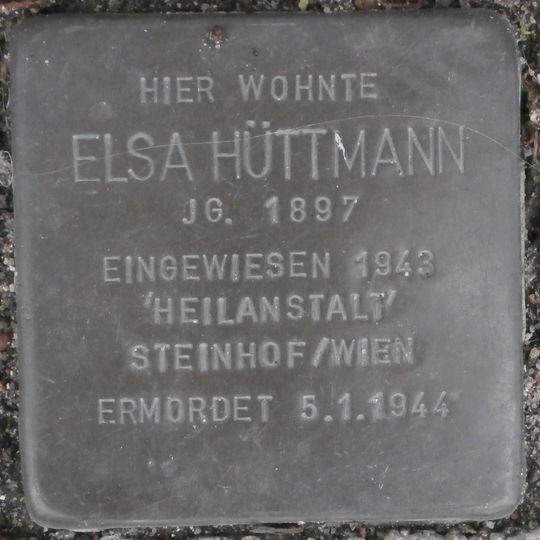 HIER WOHNTE
ELSA HÜTTMANN
JG. 1897
EINGEWIESEN 1943
'HEILANSTALT'
STEINHOF/WIEN
ERMORDET 5.1.1944